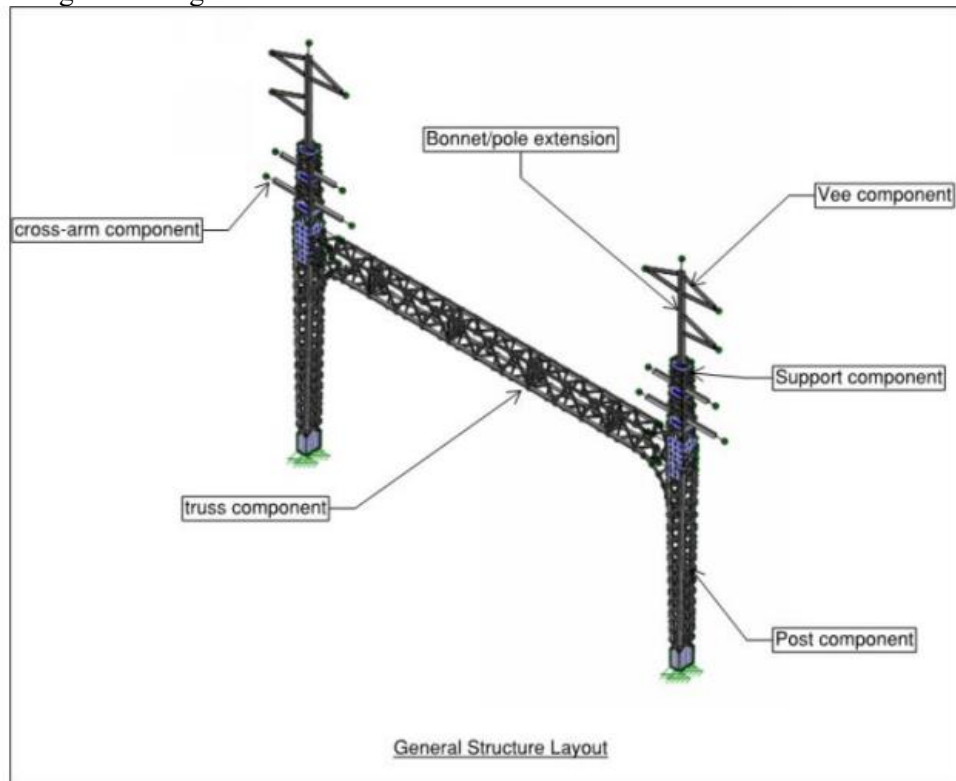 Bonnet/pole extension
Vee component
cross-arm component
Support component
truss component
Post component
General Structure Layout